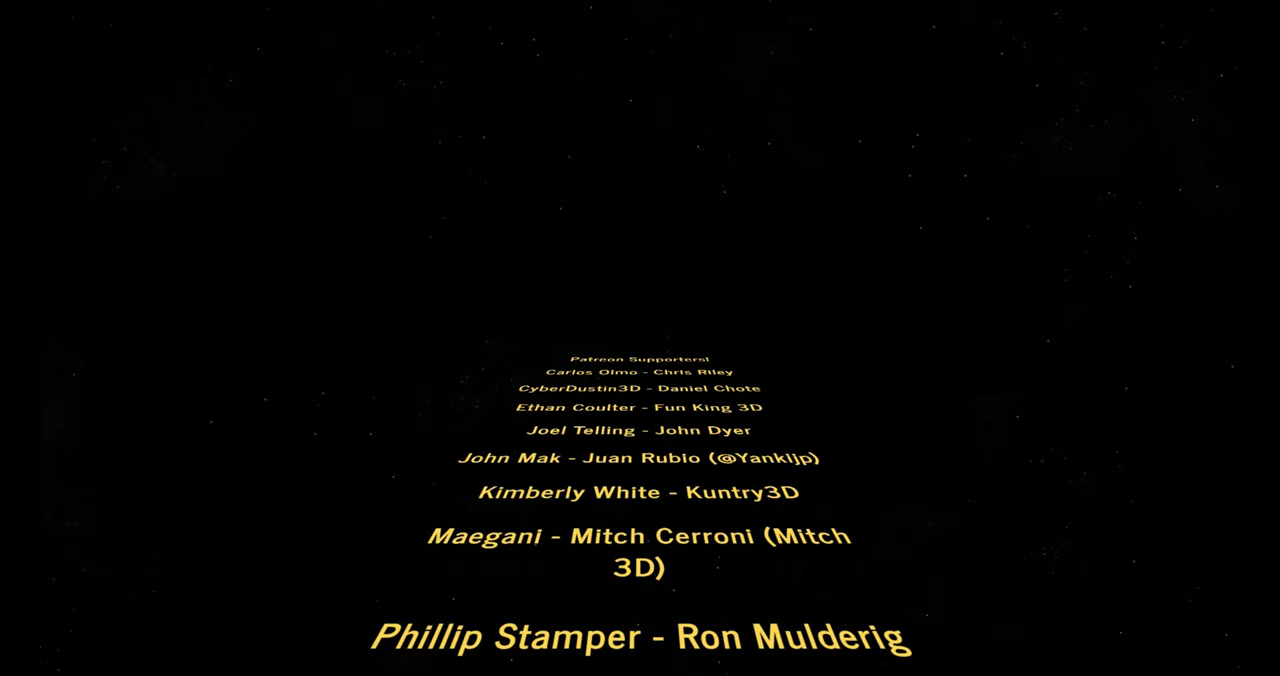 Patreon Supporters!
Carlos Olmo - Chris Riley
CyberDustin3D - Daniel Chote
Ethan Coulter - Fun King 3D
Joel Telling - John Dyer
John Mak - Juan Rubio (@Yankijp)
Kimberly White - Kuntry3D
Maegani - Mitch Cerroni (Mitch
3D)
Phillip Stamper - Ron Mulderig